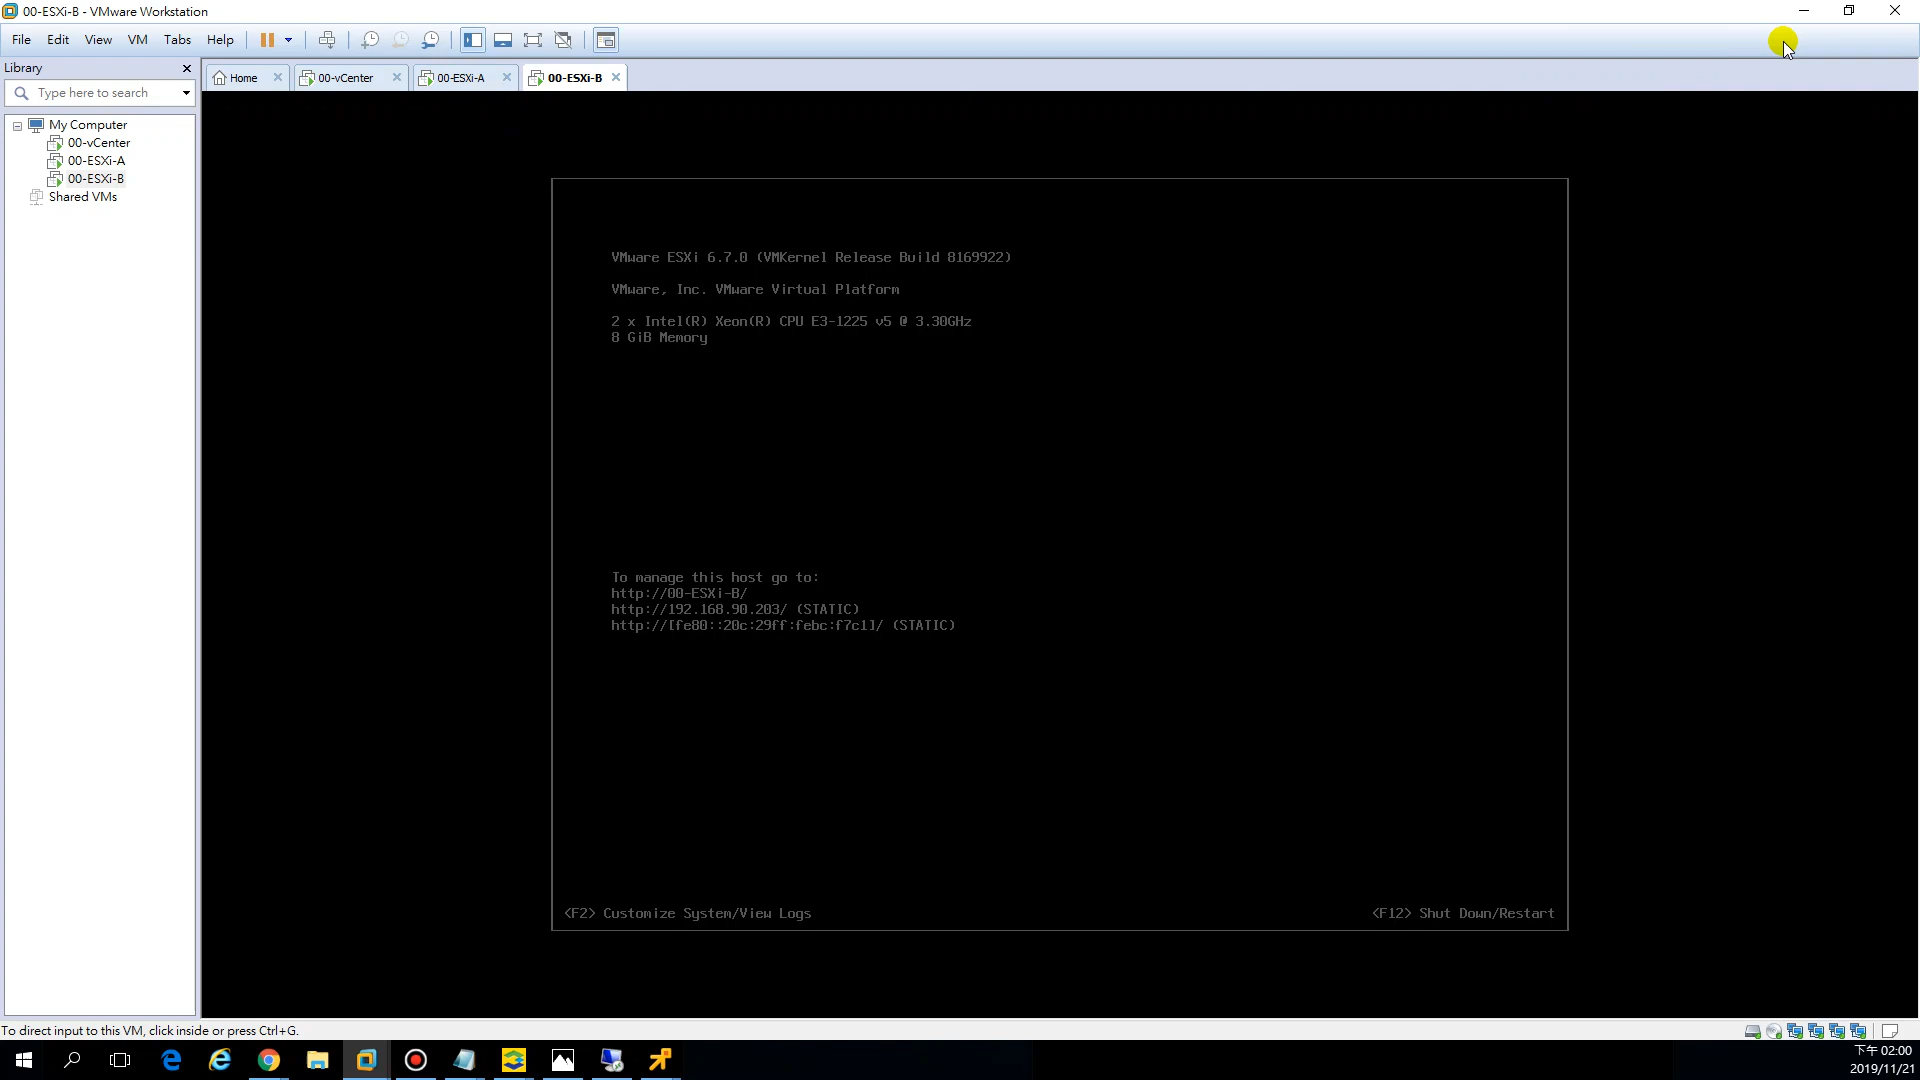 00-ESXi-B - VMware Workstation
File Edit View VM Tabs Help
Library
Type here to search
My Computer
00-vCenter
00-ESXi-A
00-ESXi-B
Shared VMs
Home 00-vCenter 00-ESXi-A 00-ESXi-B
VMware ESXi 6.7.0 (VMKernel Release Build 8169922)
VMware, Inc. VMware Virtual Platform
2 x Intel(R) Xeon(R) CPU E3-1225 v5 @ 3.30GHz
8 GiB Memory
To manage this host go to:
http://00-ESXi-B/
http://192.168.90.203/ (STATIC)
http://[fe80::20c:29ff:febc:f7c1]/ (STATIC)
<F2> Customize System/View Logs
<F12> Shut Down/Restart
To direct input to this VM, click inside or press Ctrl+G.
下午 02:00
2019/11/21